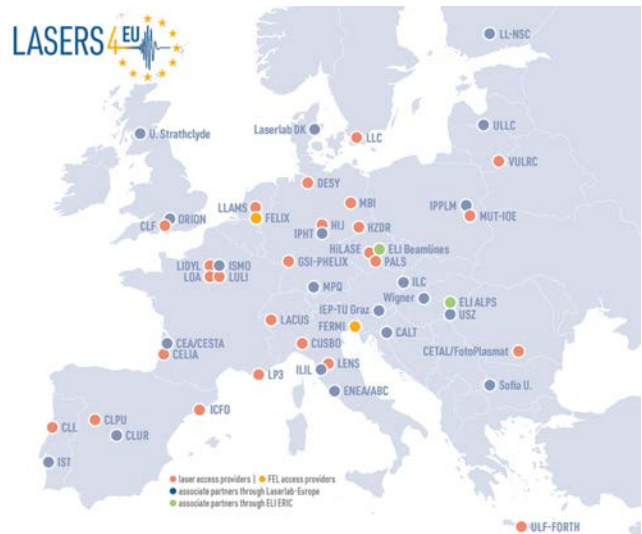 LASERS4EU
LL-NSC
U. Strathclyde
Laserlab DK
LLC
ULLC
VULRC
DESY
LLAMS
MBI
IPPLM
ORION
FELIX
HIJ
MUT-IOE
CLF
IPHT
HZDR
HiLASE
ELI Beamlines
LIDYL
ISMO
GSI-PHELIX
PALS
LOA
LULI
MPQ
ILC
Wigner
ELI ALPS
IEP-TU Graz
USZ
LACUS
FERMI
CEA/CESTA
CUSBO
CALT
CELIA
CETAL/FotoPlasmat
LP3
LENS
ILIL
ENEA/ABC
Sofia U.
ICFO
CLPU
CLL
CLUR
IST
laser access providers | FEL access providers
associate partners through Laserlab-Europe
associate partners through ELI ERIC
ULF-FORTH